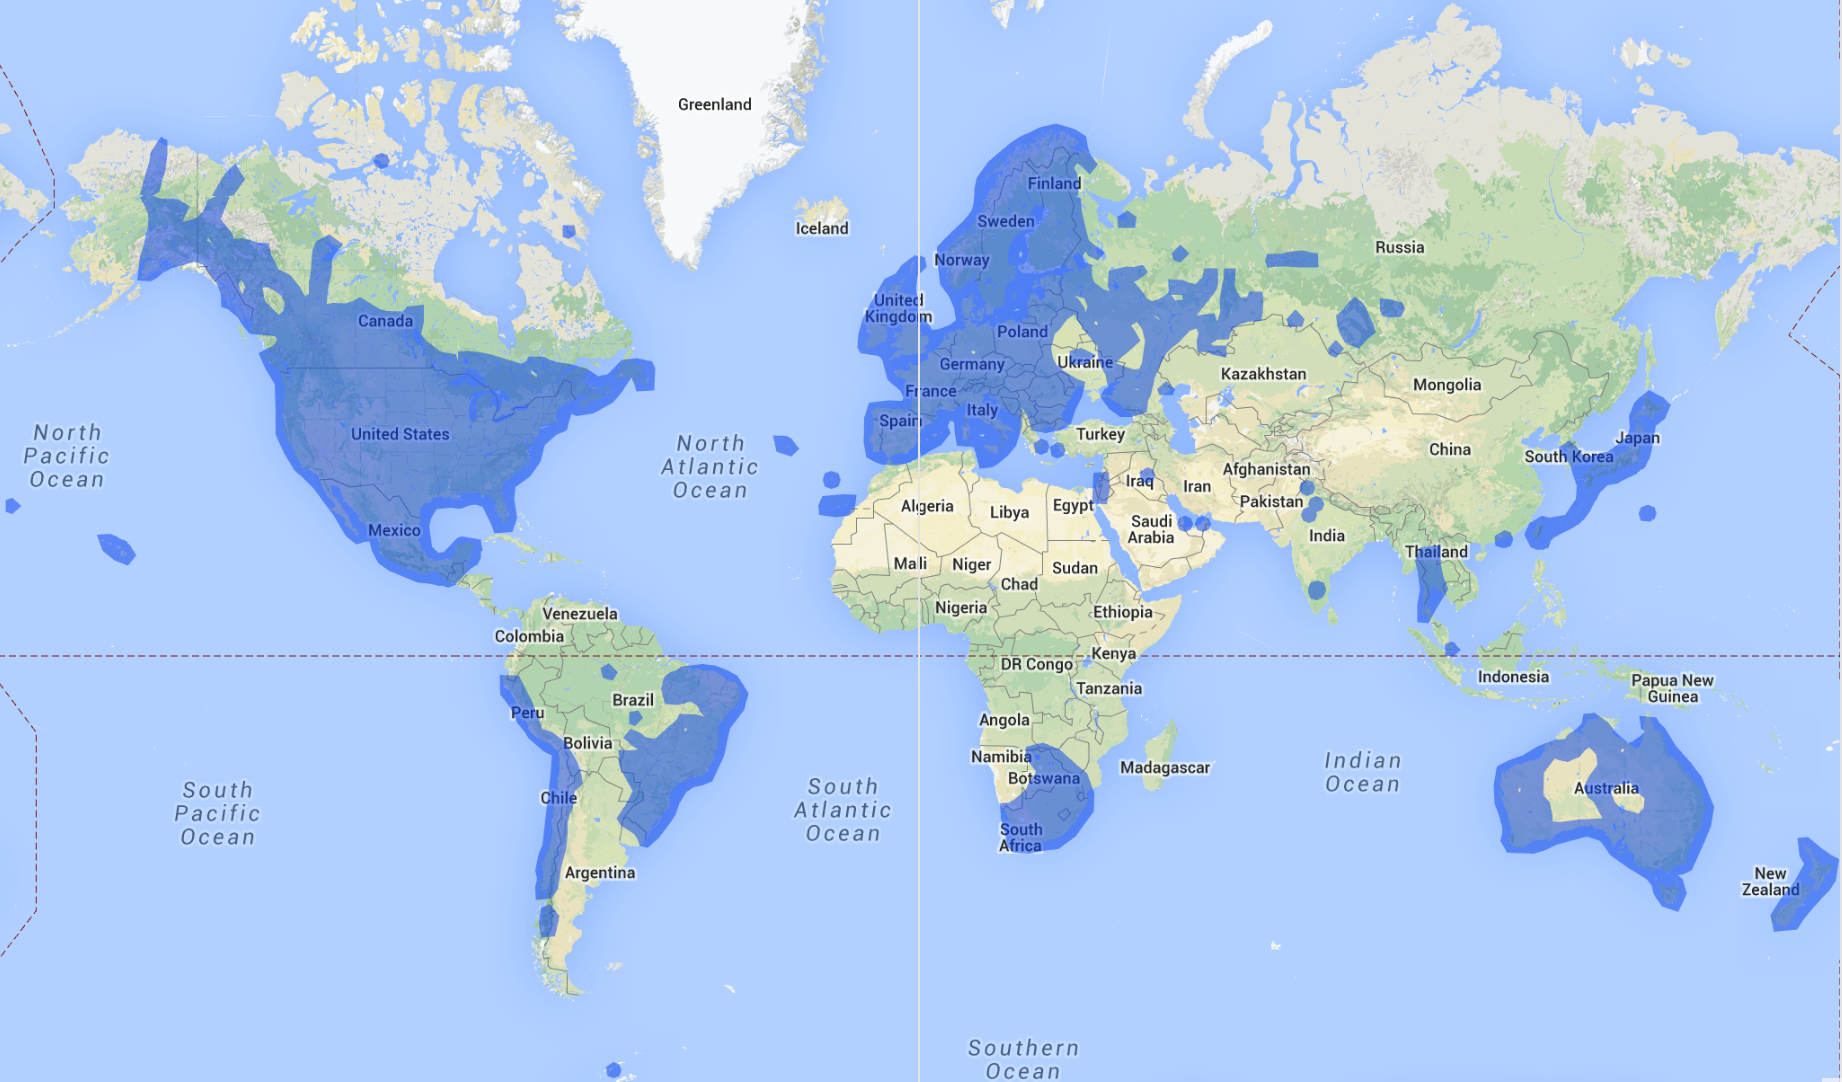 Greenland
Iceland
Finland
Sweden
Norway
Russia
United
Kingdom
Canada
Poland
Germany
Ukraine
Kazakhstan
Mongolia
France
Italy
Spain
United States
Turkey
Japan
China
South Korea
North
Pacific
Ocean
North
Atlantic
Ocean
Afghanistan
Iraq
Iran
Pakistan
Algeria
Libya
Egypt
Saudi
Arabia
India
Mexico
Thailand
Mali
Niger
Chad
Sudan
Nigeria
Ethiopia
Venezuela
Colombia
Kenya
DR Congo
Tanzania
Indonesia
Papua New
Guinea
Brazil
Peru
Angola
Bolivia
Namibia
Botswana
Madagascar
Indian
Ocean
Australia
Chile
South
Pacific
Ocean
South
Atlantic
Ocean
South
Africa
Argentina
New
Zealand
Southern
Ocean